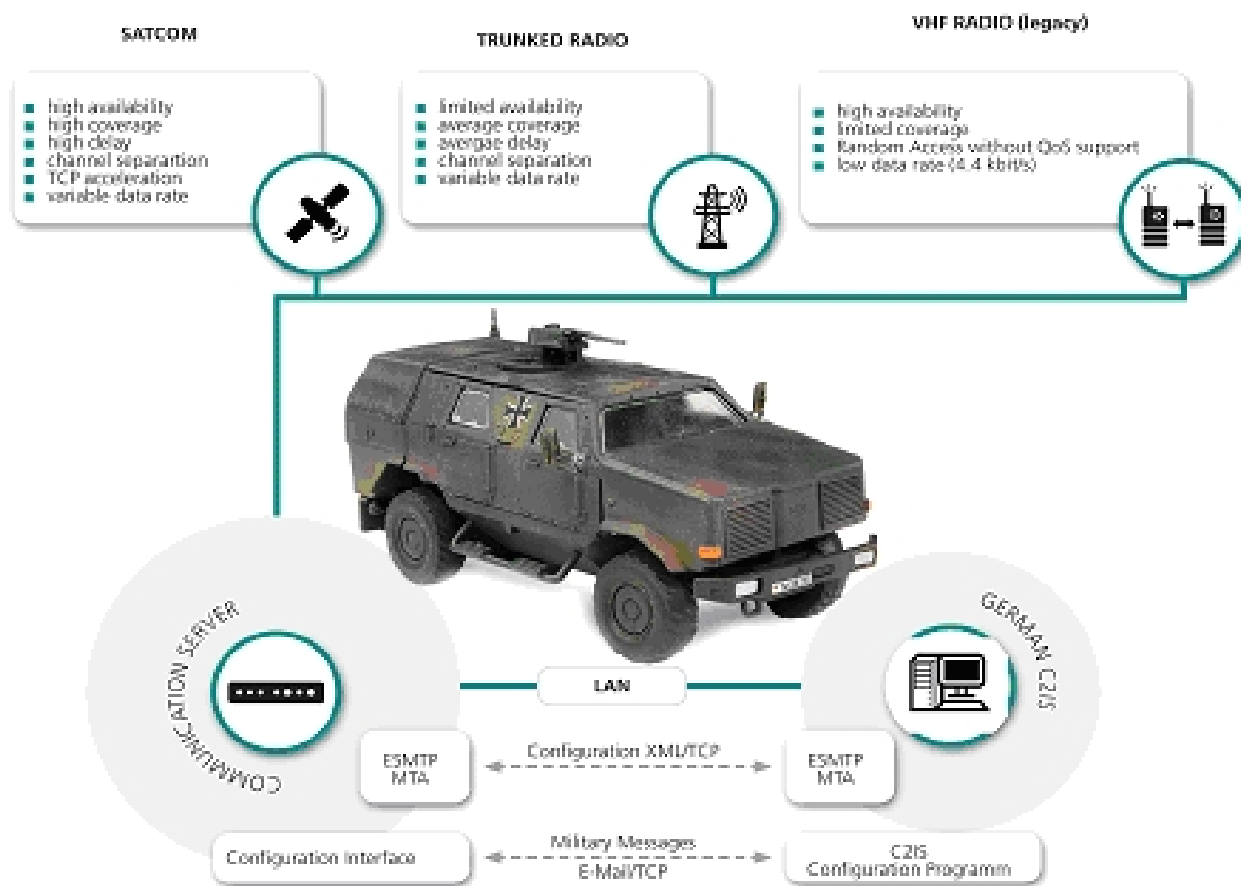 SATCOM
high availability
high coverage
high delay
channel separartion
TCP acceleration
variable data rate
TRUNKED RADIO
limited availability
average coverage
avergae delay
channel separation
variable data rate
VHF RADIO (legacy)
high availability
limited coverage
Random Access without QoS support
low data rate (4.4 kbit/s)
COMMUNICATION SERVER
LAN
GERMAN C2IS
ESMTP
MTA
Configuration XMI/TCP
ESMTP
MTA
Configuration Interface
Military Messages
E-Mail/TCP
C2IS
Configuration Programm